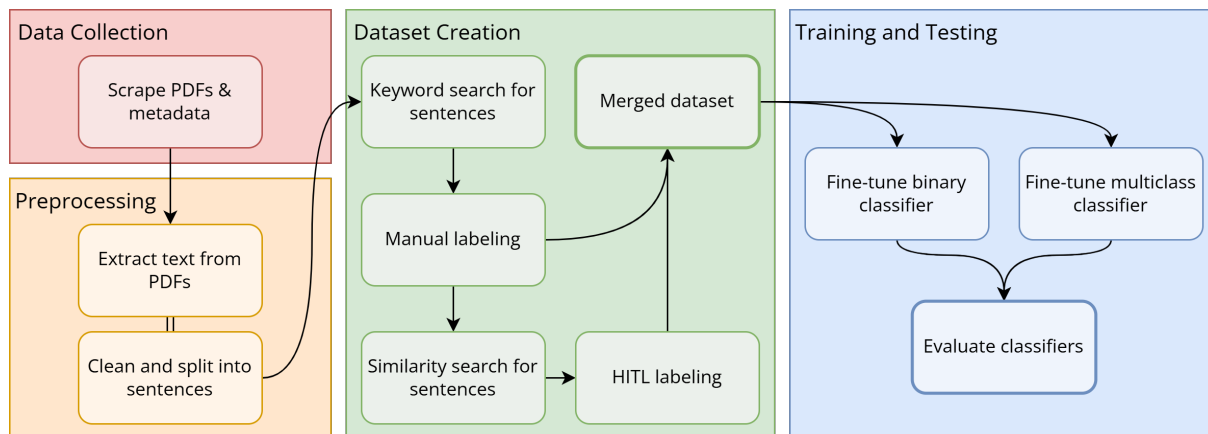 Data Collection
Scrape PDFs &
metadata
Preprocessing
Extract text from
PDFs
Clean and split into
sentences
Dataset Creation
Keyword search for
sentences
Merged dataset
Manual labeling
Similarity search for
sentences
HITL labeling
Training and Testing
Fine-tune binary
classifier
Fine-tune multiclass
classifier
Evaluate classifiers